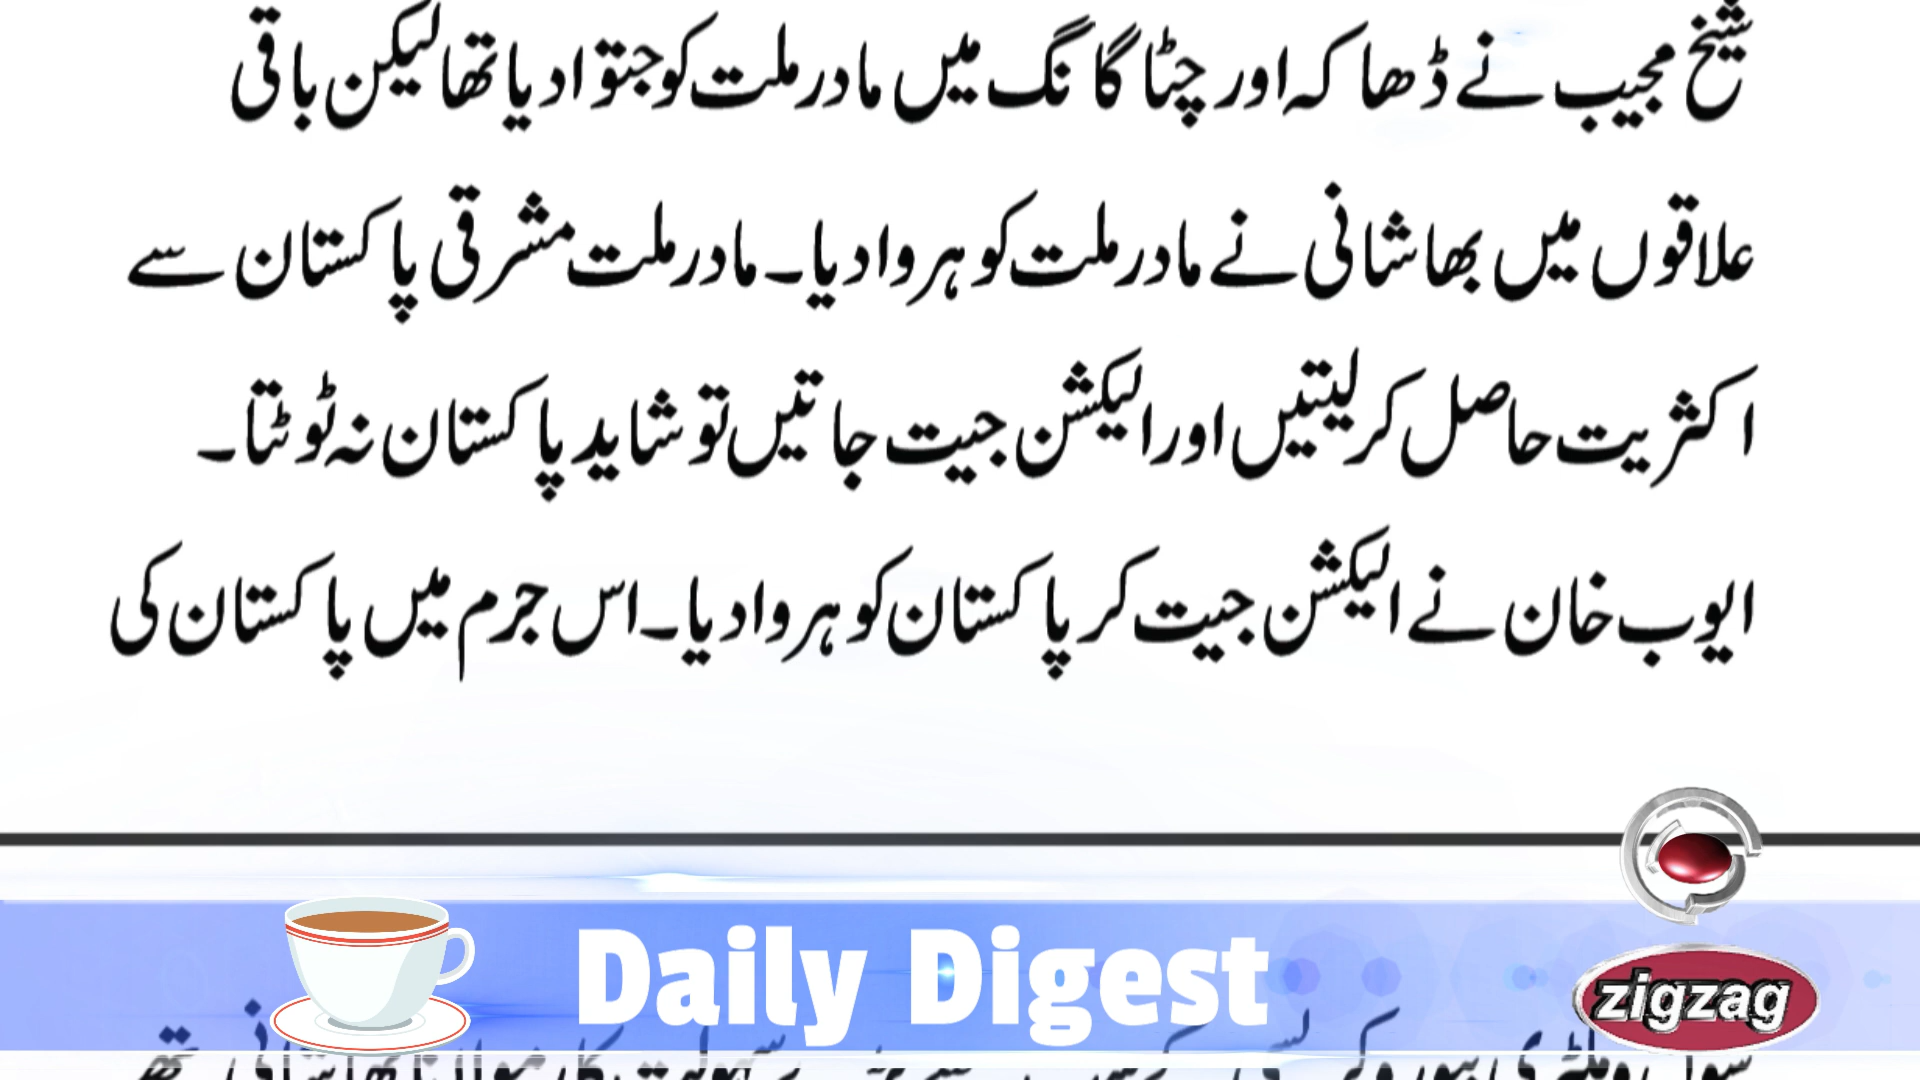 شیخ مجیب نے ڈھاکہ اور چٹاگانگ میں مادر ملت کو جتوا دیا تھا لیکن باقی
علاقوں میں بھاشانی نے مادر ملت کو ہروا دیا۔ مادر ملت مشرقی پاکستان سے
اکثریت حاصل کر لیتیں اور الیکشن جیت جاتیں تو شاید پاکستان نہ ٹوٹتا۔
ایوب خان نے الیکشن جیت کر پاکستان کو ہروا دیا۔ اس جرم میں پاکستان کی
Daily Digest
zigzag